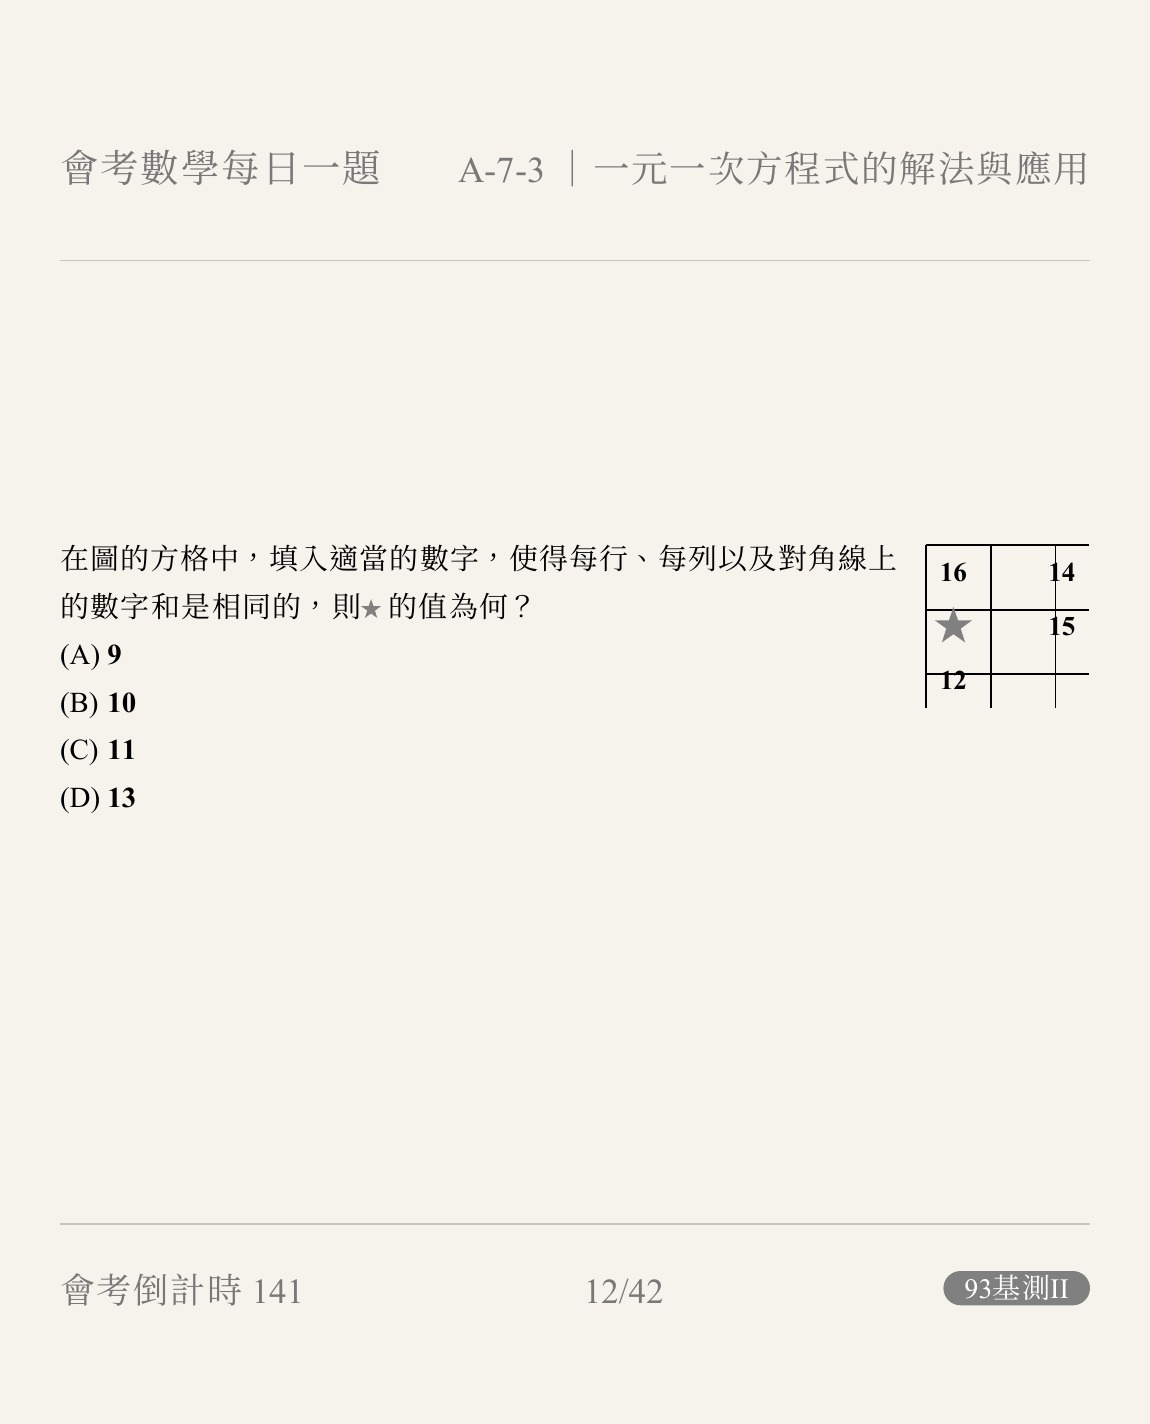 會考數學每日一題 A-7-3｜一元一次方程式的解法與應用
在圖的方格中，填入適當的數字，使得每行、每列以及對角線上
的數字和是相同的，則★的值為何？
(A) 9
(B) 10
(C) 11
(D) 13
16 14
★ 15
12
會考倒計時 141 12/42 93基測II